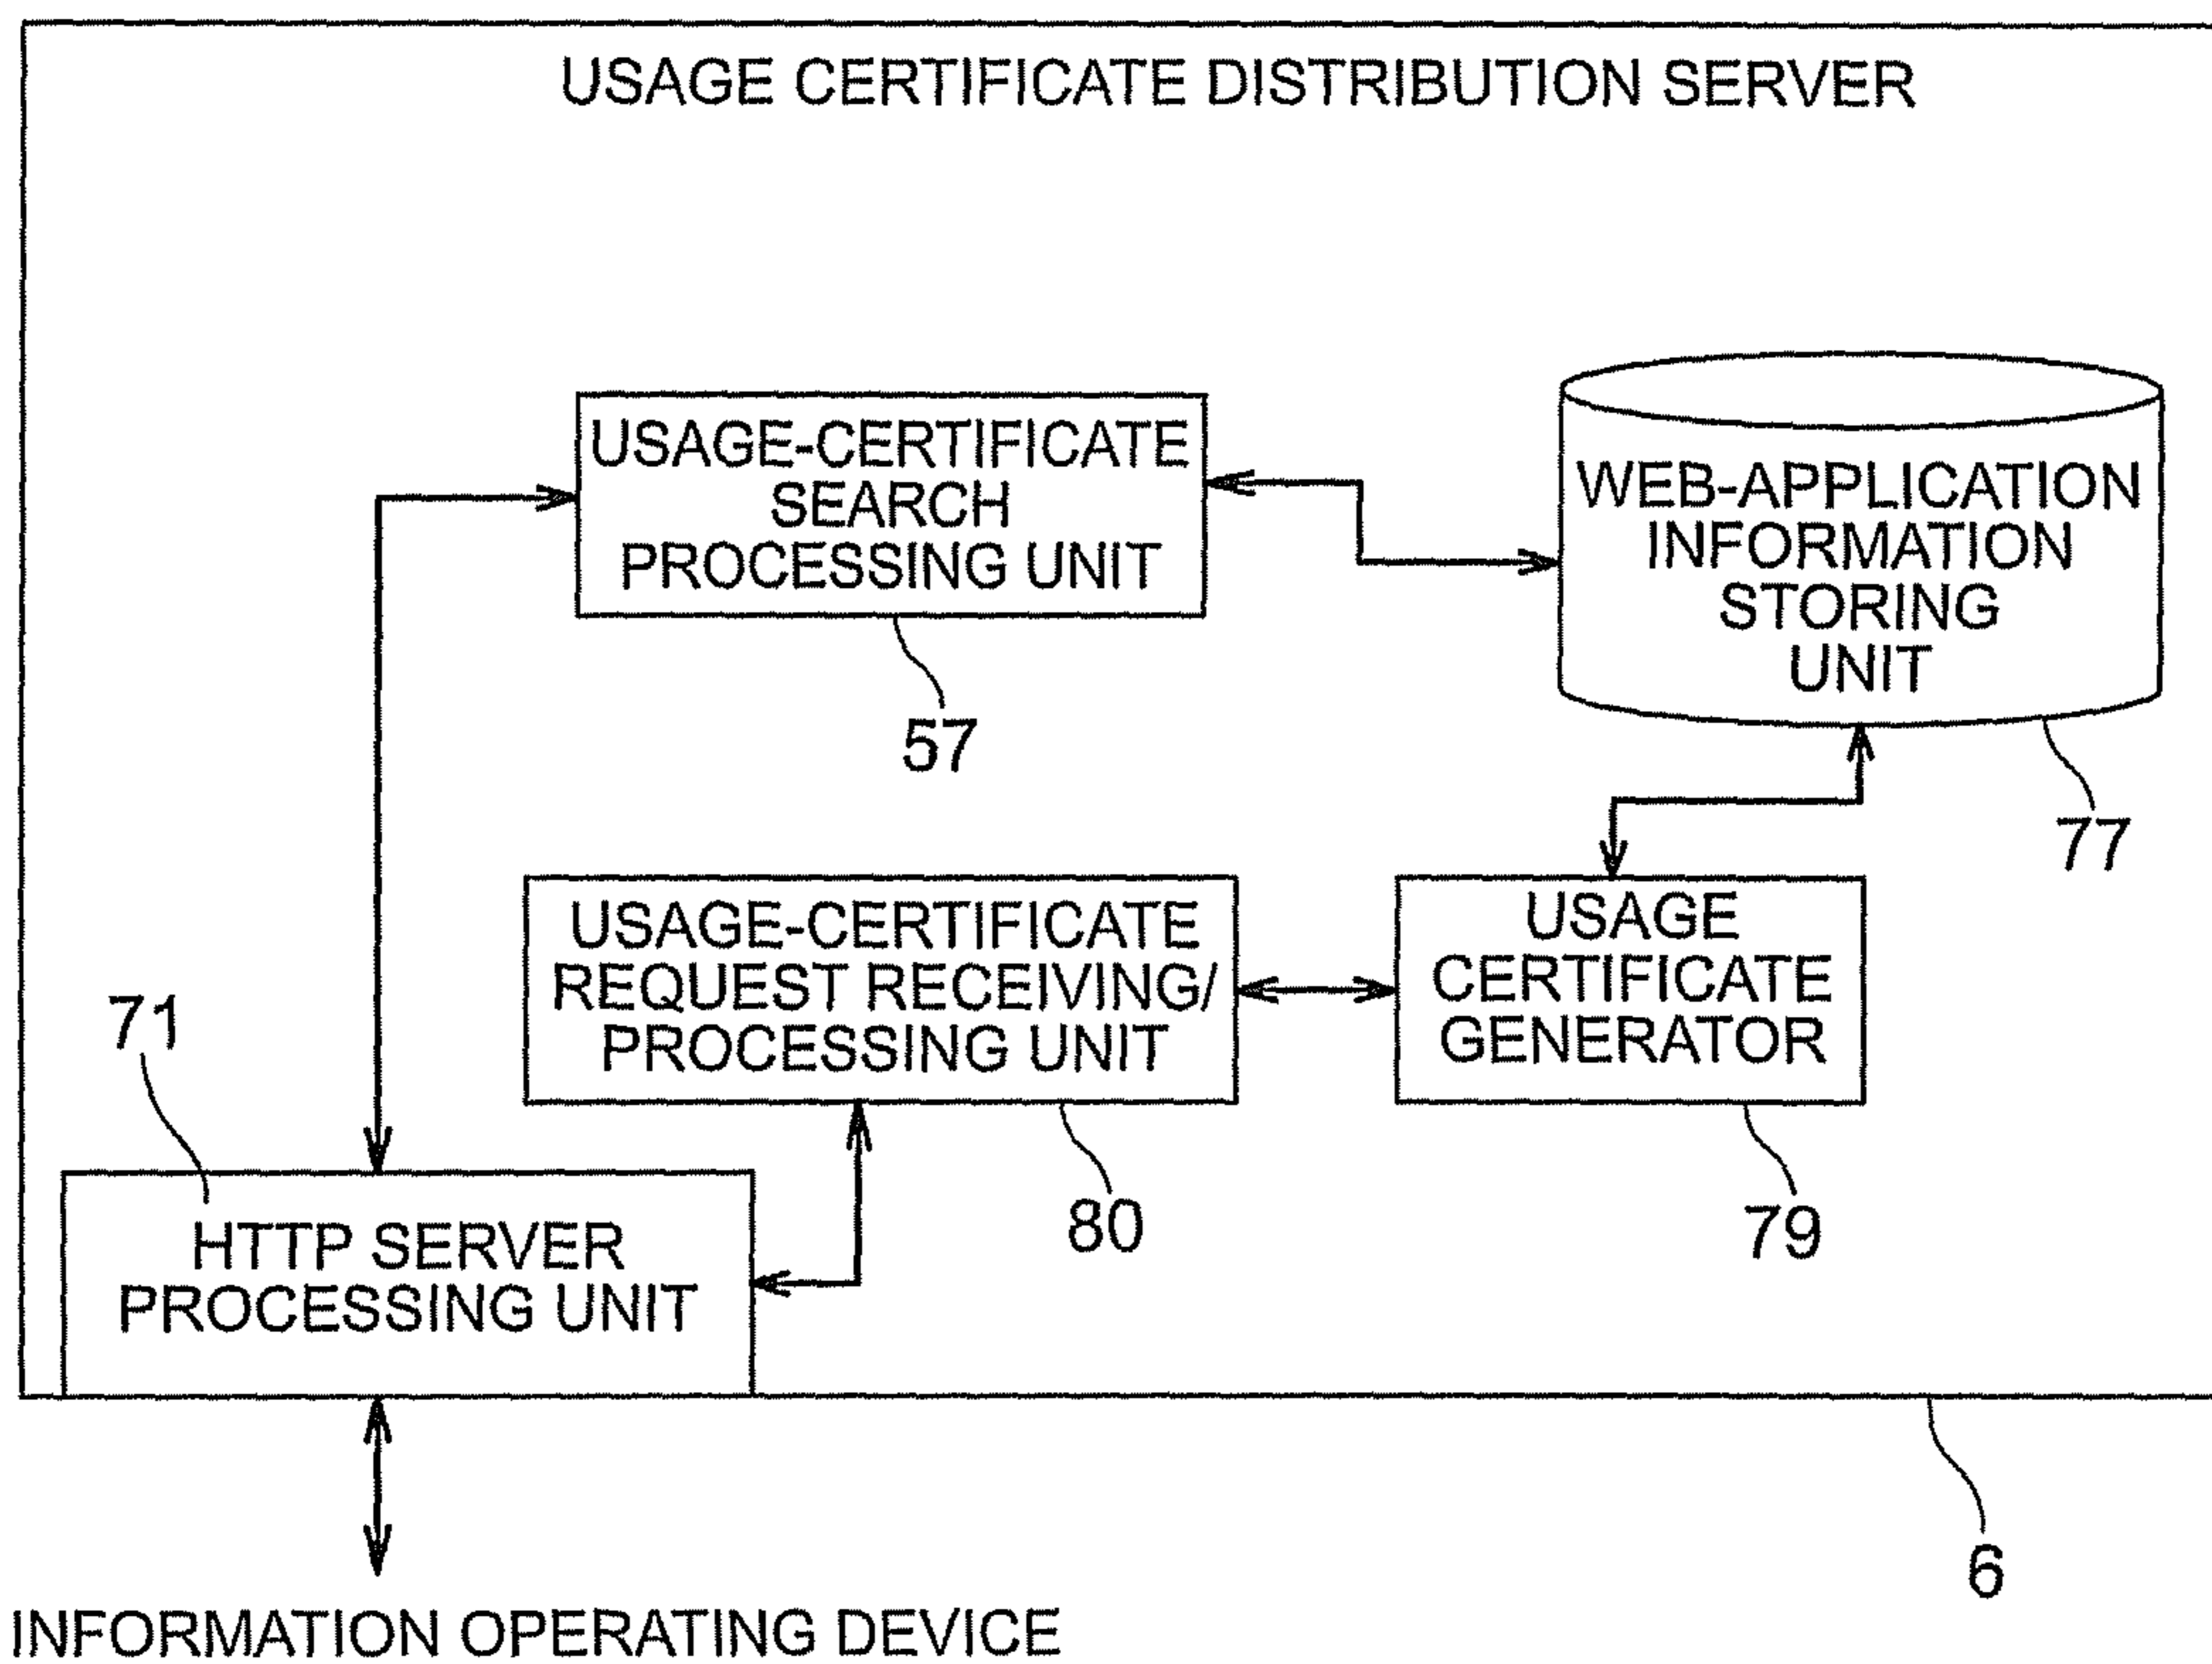 USAGE CERTIFICATE DISTRIBUTION SERVER
USAGE-CERTIFICATE
SEARCH
PROCESSING UNIT
57
WEB-APPLICATION
INFORMATION
STORING
UNIT
77
USAGE-CERTIFICATE
REQUEST RECEIVING/
PROCESSING UNIT
80
USAGE
CERTIFICATE
GENERATOR
79
71
HTTP SERVER
PROCESSING UNIT
6
INFORMATION OPERATING DEVICE